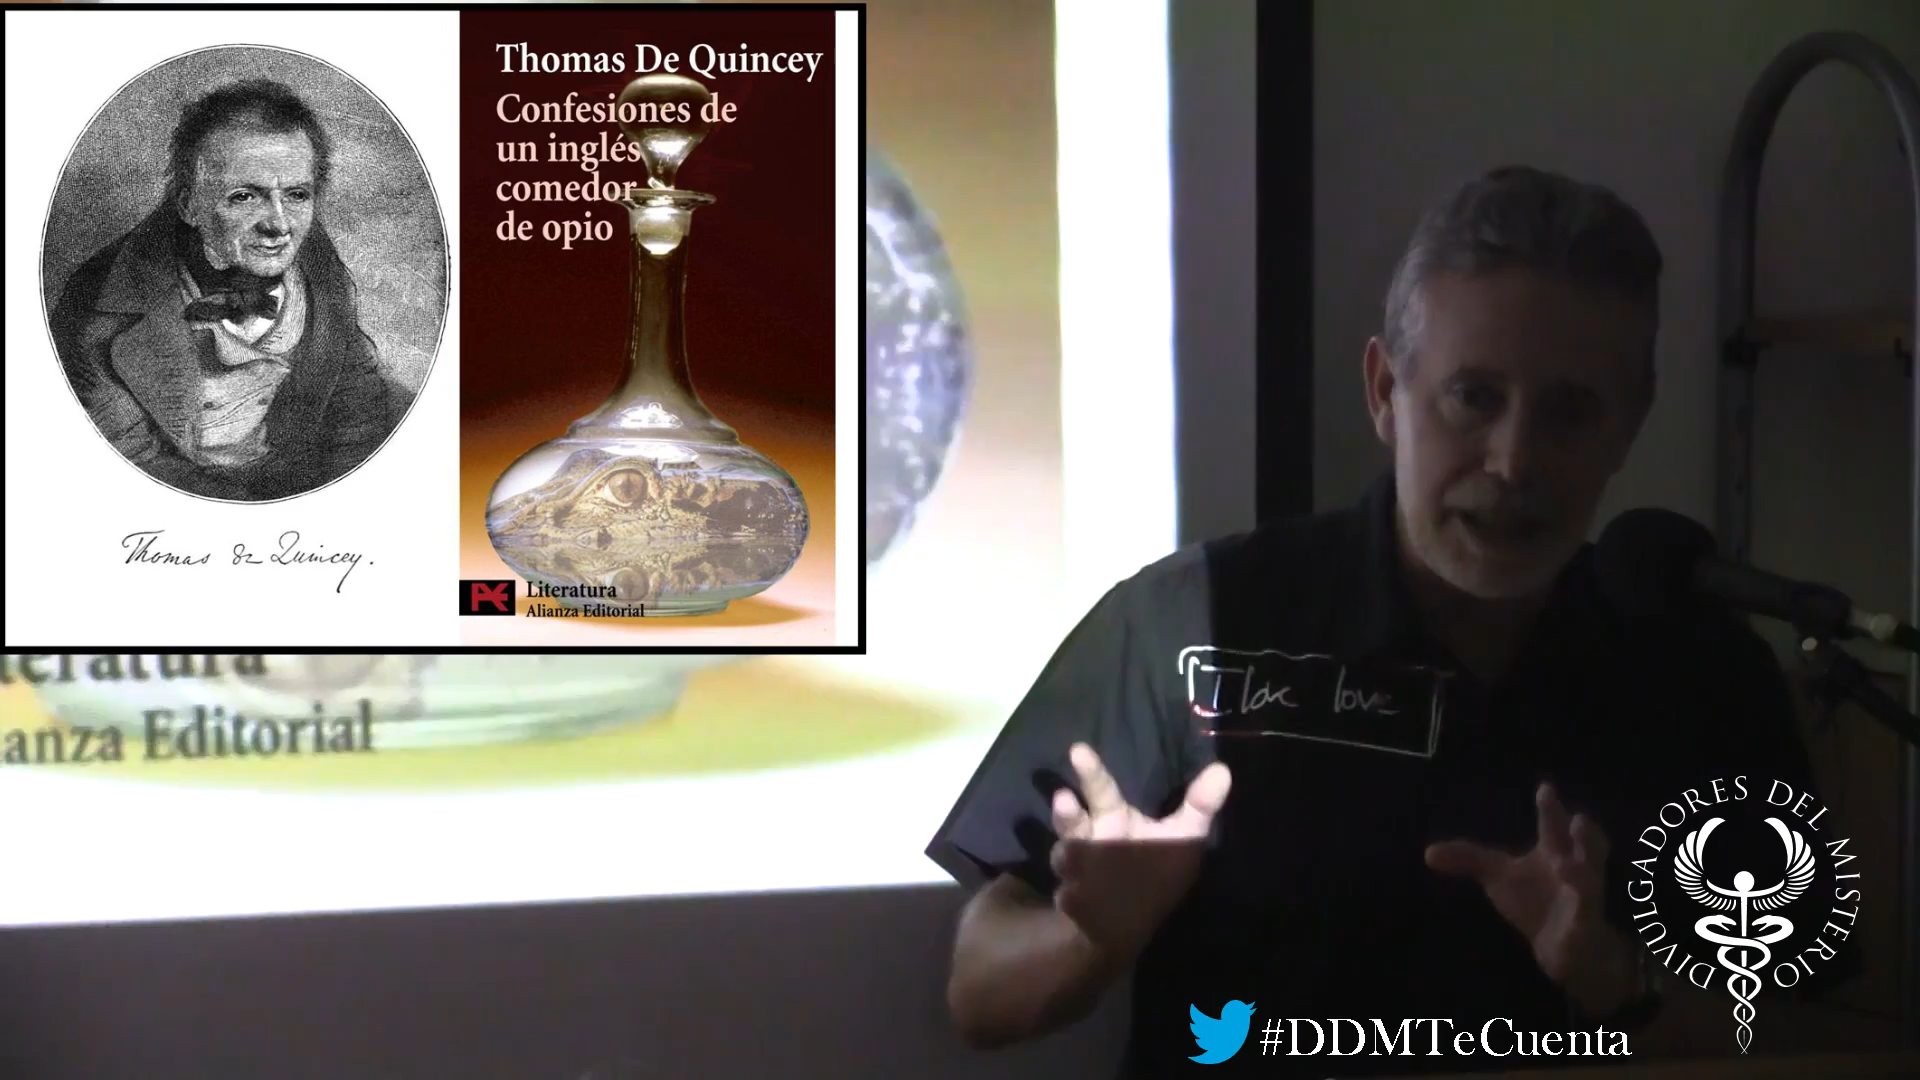 Thomas De Quincey
Confesiones de
un inglés
comedor
de opio
Thomas de Quincey.
Literatura
Alianza Editorial
teratura
anza Editorial
love
DIVULGADORES DEL MISTERIO
#DDMTeCuenta